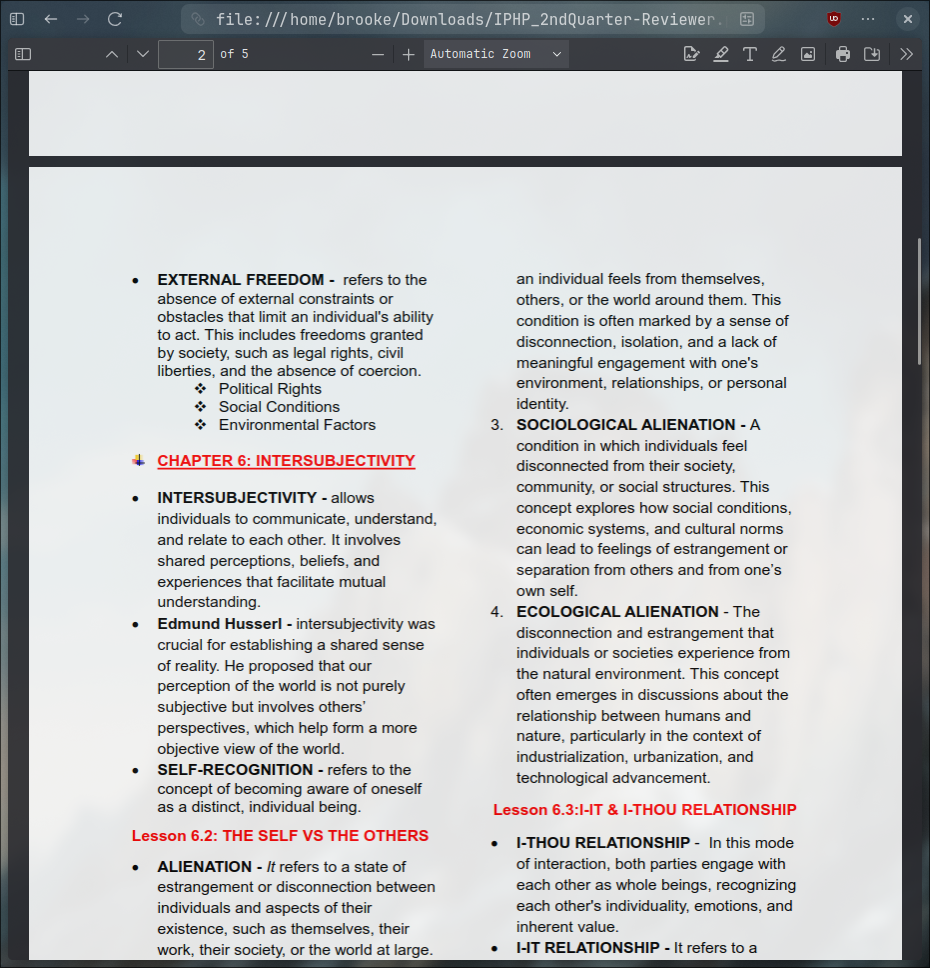 file:///home/brooke/Downloads/IPHP_2ndQuarter-Reviewer.
2 of 5
Automatic Zoom
• EXTERNAL FREEDOM - refers to the
absence of external constraints or
obstacles that limit an individual's ability
to act. This includes freedoms granted
by society, such as legal rights, civil
liberties, and the absence of coercion.
❖ Political Rights
❖ Social Conditions
❖ Environmental Factors
CHAPTER 6: INTERSUBJECTIVITY
• INTERSUBJECTIVITY - allows
individuals to communicate, understand,
and relate to each other. It involves
shared perceptions, beliefs, and
experiences that facilitate mutual
understanding.
• Edmund Husserl - intersubjectivity was
crucial for establishing a shared sense
of reality. He proposed that our
perception of the world is not purely
subjective but involves others’
perspectives, which help form a more
objective view of the world.
• SELF-RECOGNITION - refers to the
concept of becoming aware of oneself
as a distinct, individual being.
Lesson 6.2: THE SELF VS THE OTHERS
• ALIENATION - It refers to a state of
estrangement or disconnection between
individuals and aspects of their
existence, such as themselves, their
work, their society, or the world at large.
an individual feels from themselves,
others, or the world around them. This
condition is often marked by a sense of
disconnection, isolation, and a lack of
meaningful engagement with one's
environment, relationships, or personal
identity.
3. SOCIOLOGICAL ALIENATION - A
condition in which individuals feel
disconnected from their society,
community, or social structures. This
concept explores how social conditions,
economic systems, and cultural norms
can lead to feelings of estrangement or
separation from others and from one’s
own self.
4. ECOLOGICAL ALIENATION - The
disconnection and estrangement that
individuals or societies experience from
the natural environment. This concept
often emerges in discussions about the
relationship between humans and
nature, particularly in the context of
industrialization, urbanization, and
technological advancement.
Lesson 6.3:I-IT & I-THOU RELATIONSHIP
• I-THOU RELATIONSHIP - In this mode
of interaction, both parties engage with
each other as whole beings, recognizing
each other's individuality, emotions, and
inherent value.
• I-IT RELATIONSHIP - It refers to a